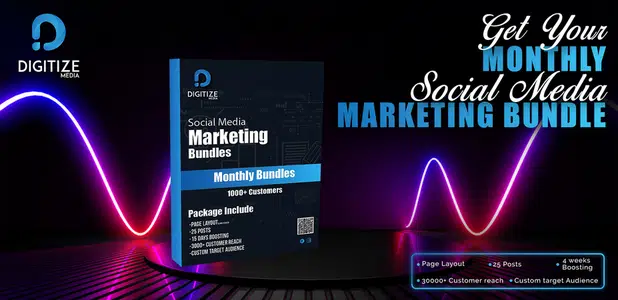 DIGITIZE
MEDIA
Get Your
MONTHLY
Social Media
MARKETING BUNDLE
DIGITIZE
MEDIA
Social Media
Marketing
Bundles
Monthly Bundles
1000+ Customers
Package Include
-PAGE LAYOUT
-25 POSTS
-15 DAYS BOOSTING
-3000+ CUSTOMER REACH
-CUSTOM TARGET AUDIENCE
Page Layout
25 Posts
4 weeks
Boosting
30000+ Customer reach
Custom target Audience